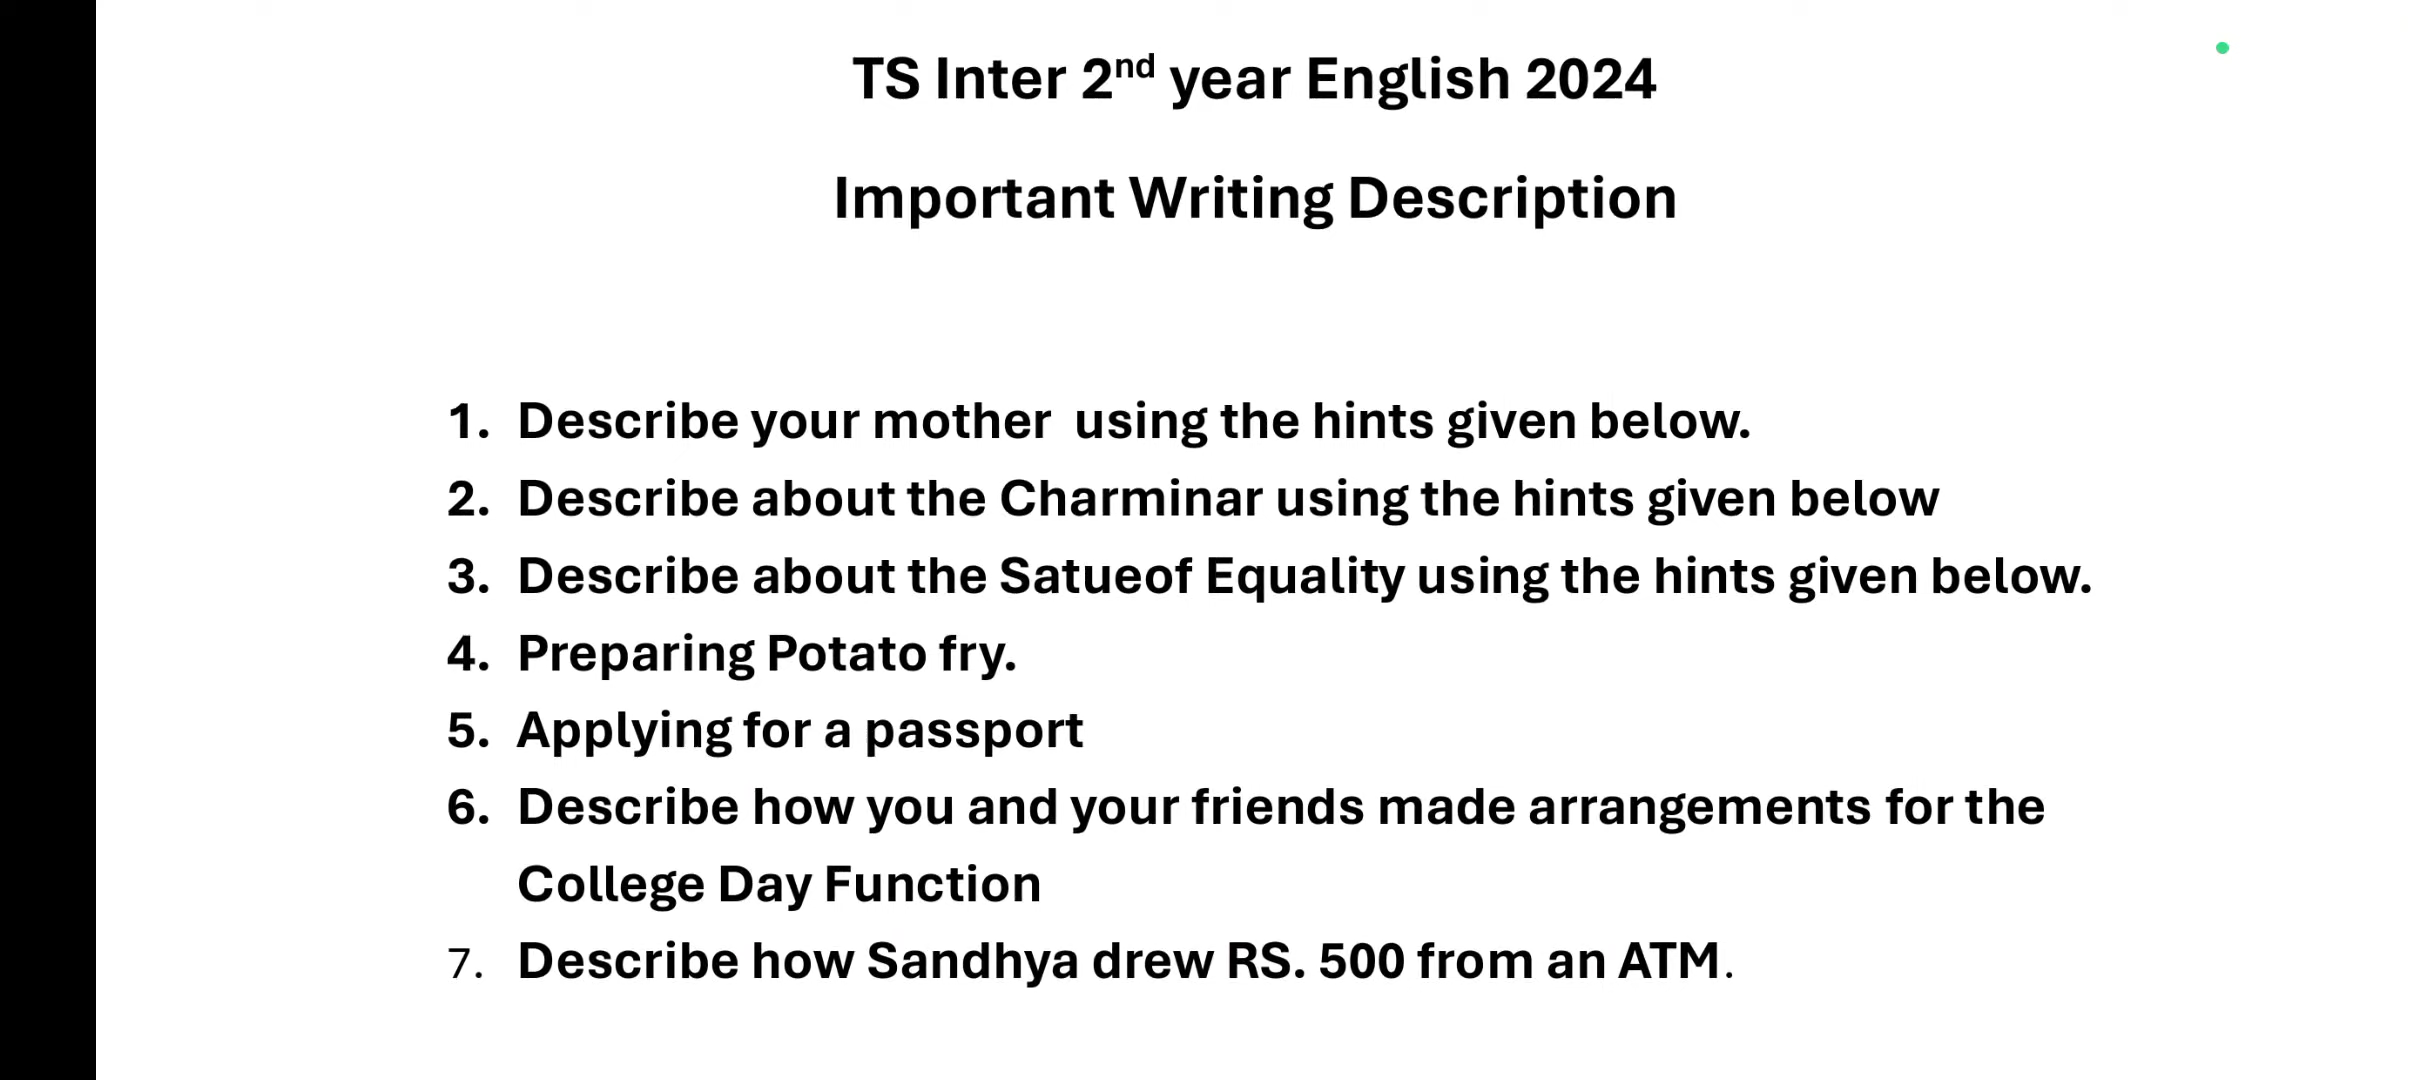 TS Inter 2nd year English 2024
Important Writing Description
1. Describe your mother  using the hints given below.
2. Describe about the Charminar using the hints given below
3. Describe about the Satueof Equality using the hints given below.
4. Preparing Potato fry.
5. Applying for a passport
6. Describe how you and your friends made arrangements for the
College Day Function
7. Describe how Sandhya drew RS. 500 from an ATM.